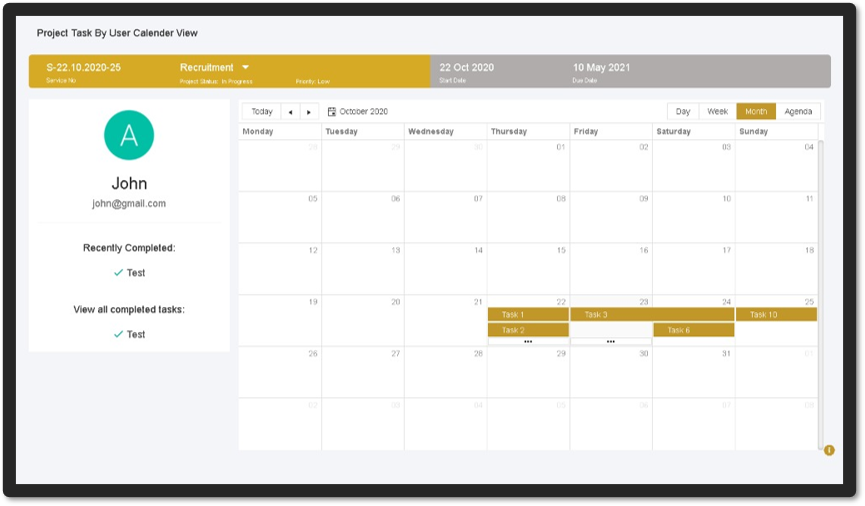 Project Task By User Calender View
S-22.10.2020-25
Service No
Recruitment
Project Status: In Progress
Priority: Low
22 Oct 2020
Start Date
10 May 2021
Due Date
A
John
john@gmail.com
Recently Completed:
Test
View all completed tasks:
Test
Today October 2020 Day Week Month Agenda
Monday Tuesday Wednesday Thursday Friday Saturday Sunday
28 29 30 01 02 03 04
05 06 07 08 09 10 11
12 13 14 15 16 17 18
19 20 21 22 23 24 25
Task 1 Task 3 Task 10
Task 2 Task 6
••• •••
26 27 28 29 30 31 01
02 03 04 05 06 07 08
i